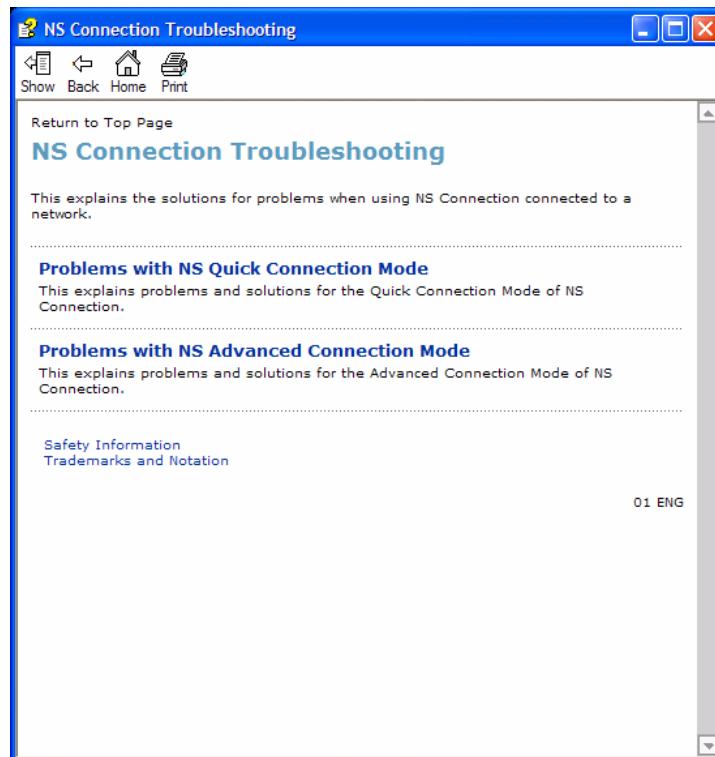 NS Connection Troubleshooting
Show Back Home Print
Return to Top Page
NS Connection Troubleshooting
This explains the solutions for problems when using NS Connection connected to a
network.
Problems with NS Quick Connection Mode
This explains problems and solutions for the Quick Connection Mode of NS
Connection.
Problems with NS Advanced Connection Mode
This explains problems and solutions for the Advanced Connection Mode of NS
Connection.
Safety Information
Trademarks and Notation
01 ENG